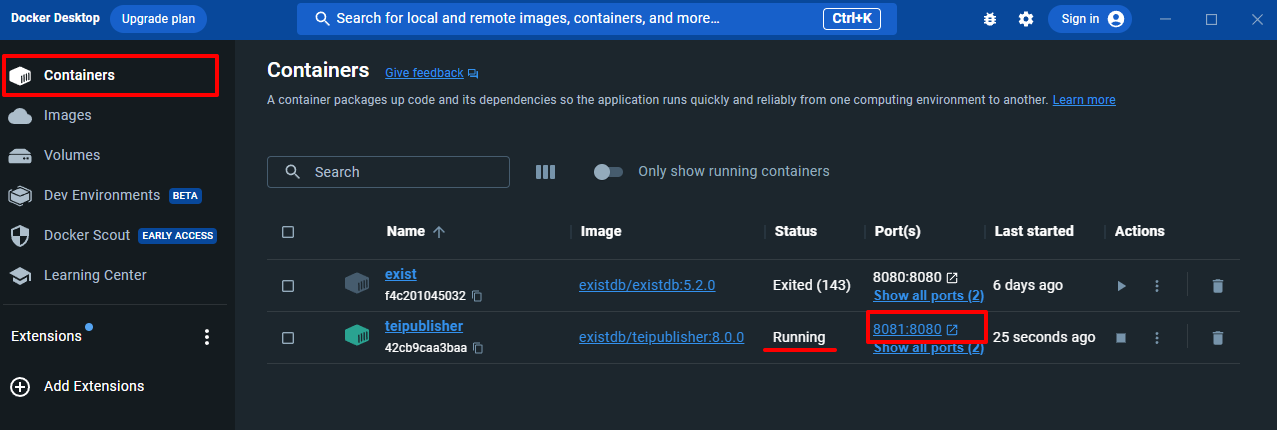 Docker Desktop Upgrade plan Search for local and remote images, containers, and more... Ctrl+K Sign in
Containers
Images
Volumes
Dev Environments BETA
Docker Scout EARLY ACCESS
Learning Center
Extensions
Add Extensions
Containers Give feedback
A container packages up code and its dependencies so the application runs quickly and reliably from one computing environment to another. Learn more
Search Only show running containers
Name Image Status Port(s) Last started Actions
exist existdb/existdb:5.2.0 Exited (143) 8080:8080 6 days ago
f4c201045032 Show all ports (2)
teipublisher existdb/teipublisher:8.0.0 Running 8081:8080 25 seconds ago
42cb9caa3baa Show all ports (2)